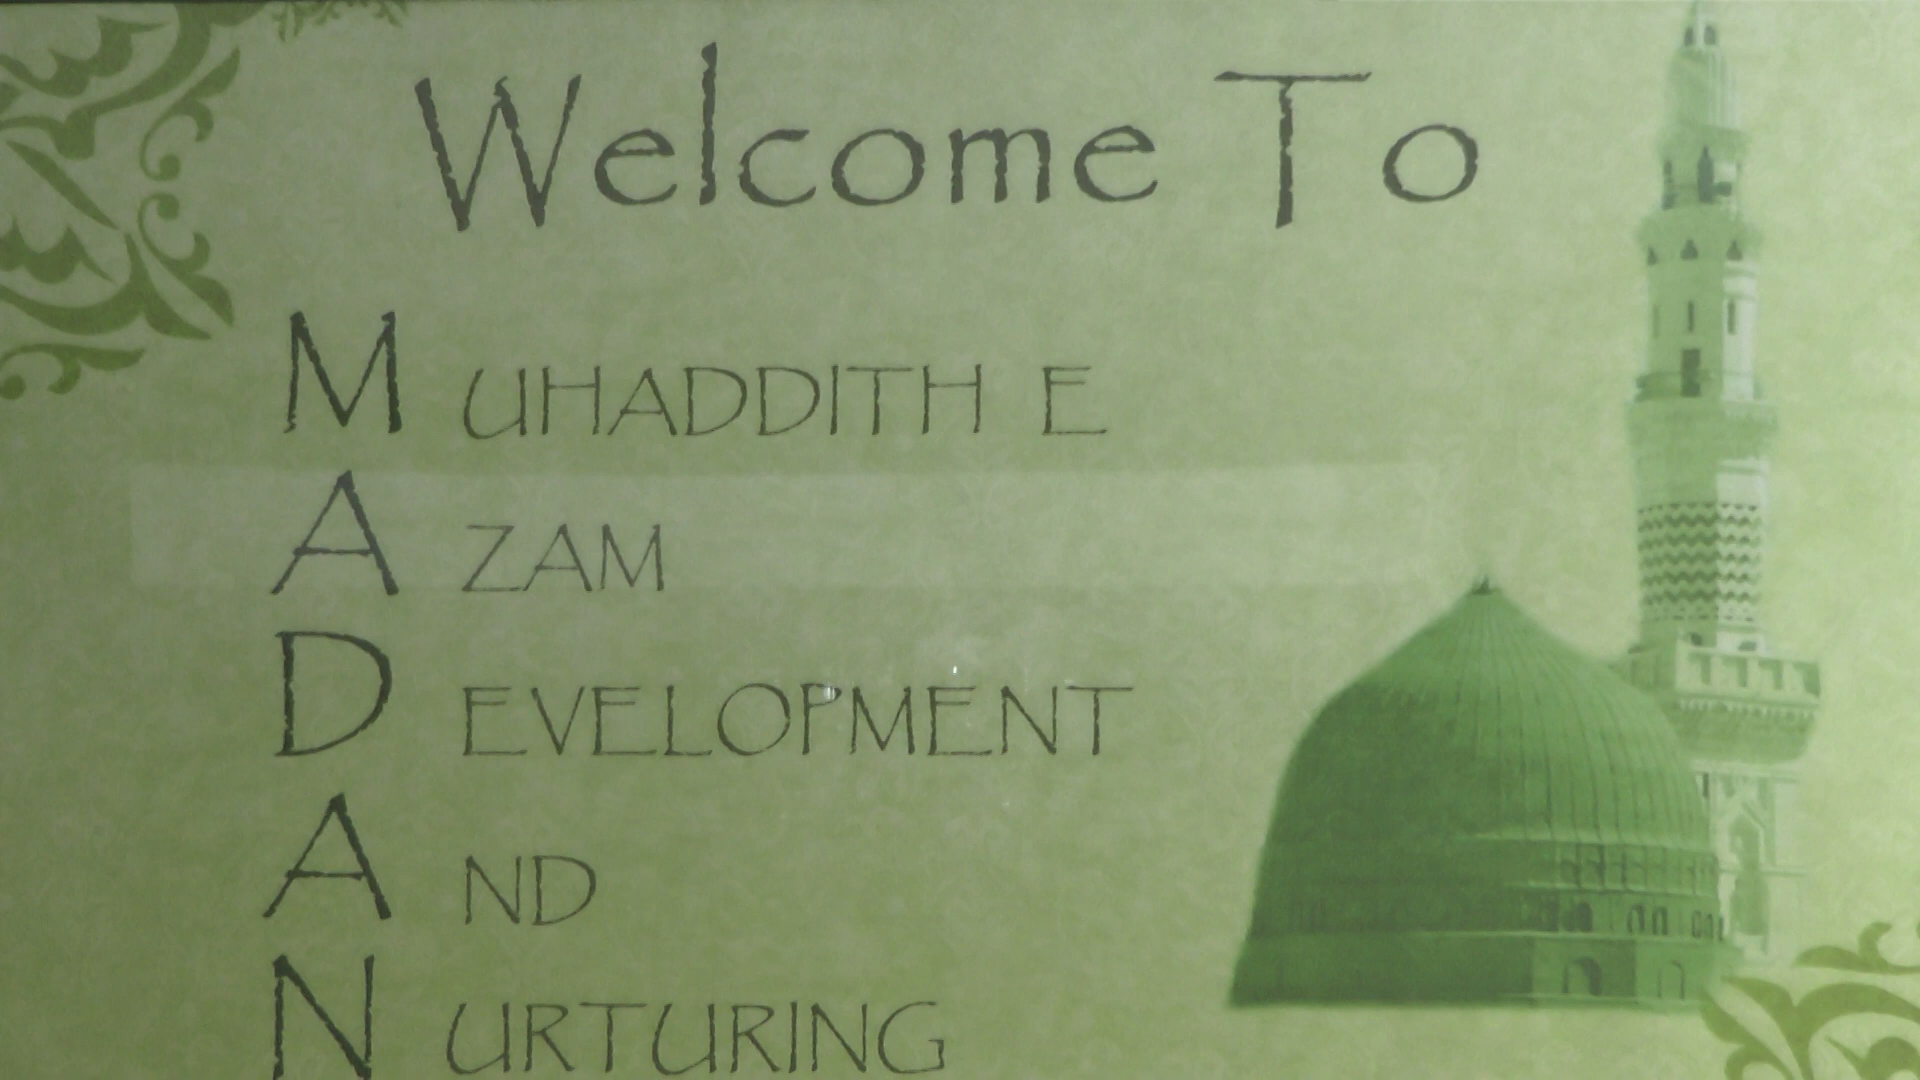 Welcome To
MUHADDITH E
AZAM
DEVELOPMENT
AND
NURTURING